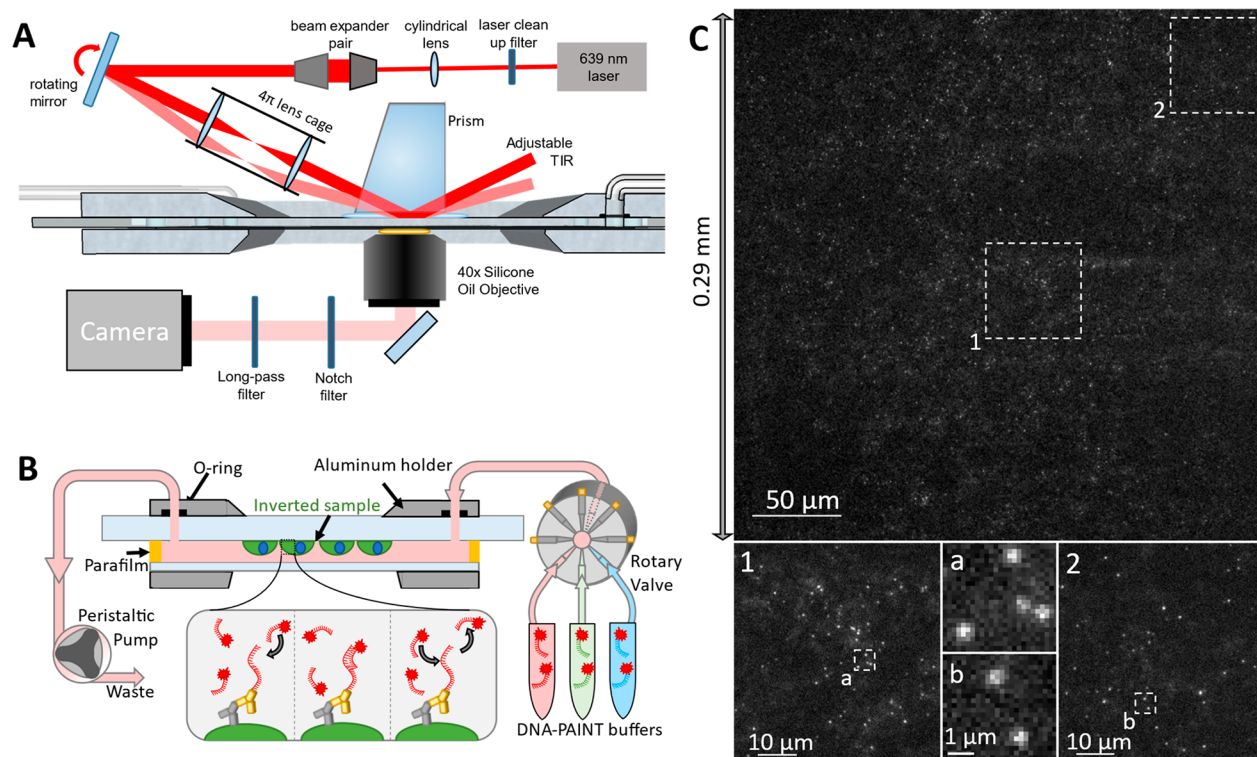 A
beam expander
pair
cylindrical
lens
laser clean
up filter
639 nm
laser
rotating
mirror
4π lens cage
Prism
Adjustable
TIR
40x Silicone
Oil Objective
Camera
Long-pass
filter
Notch
filter
B
O-ring
Aluminum holder
Inverted sample
Parafilm
Rotary
Valve
Peristaltic
Pump
Waste
DNA-PAINT buffers
C
0.29 mm
2
1
50 μm
1
a
10 μm
a
b
1 μm
2
b
10 μm